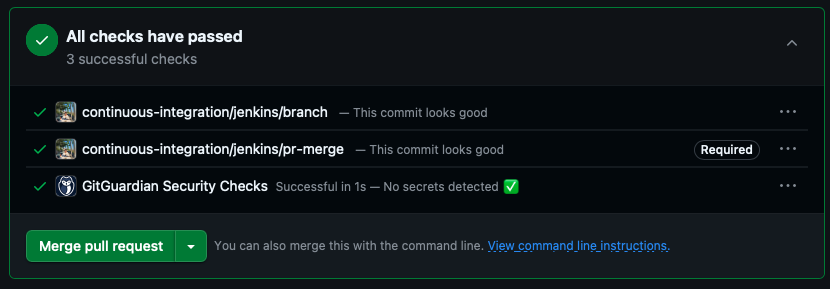 All checks have passed
3 successful checks
continuous-integration/jenkins/branch — This commit looks good
continuous-integration/jenkins/pr-merge — This commit looks good Required
GitGuardian Security Checks Successful in 1s — No secrets detected ✅
Merge pull request You can also merge this with the command line. View command line instructions.